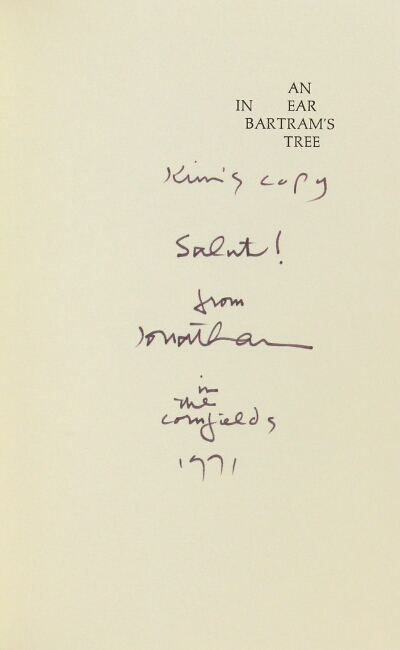 AN
IN EAR
BARTRAM'S
TREE
Kim's copy
Salut!
from
Jonathan
in
the
cornfields
1971